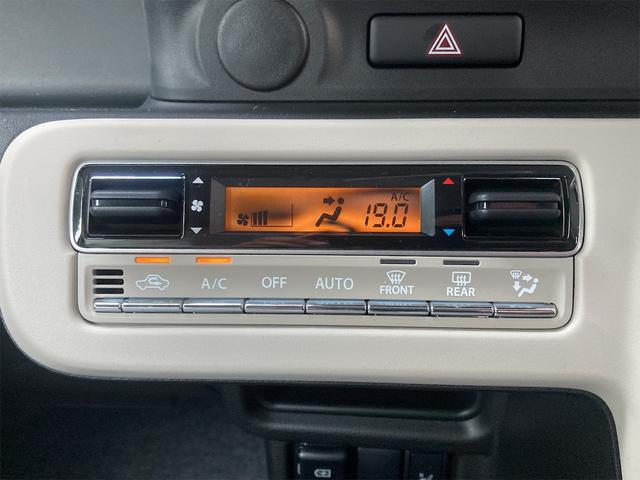 A/C
19.0
A/C OFF AUTO FRONT REAR